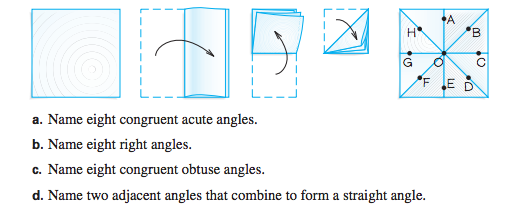 A
H B
G O C
F E D
a. Name eight congruent acute angles.
b. Name eight right angles.
c. Name eight congruent obtuse angles.
d. Name two adjacent angles that combine to form a straight angle.